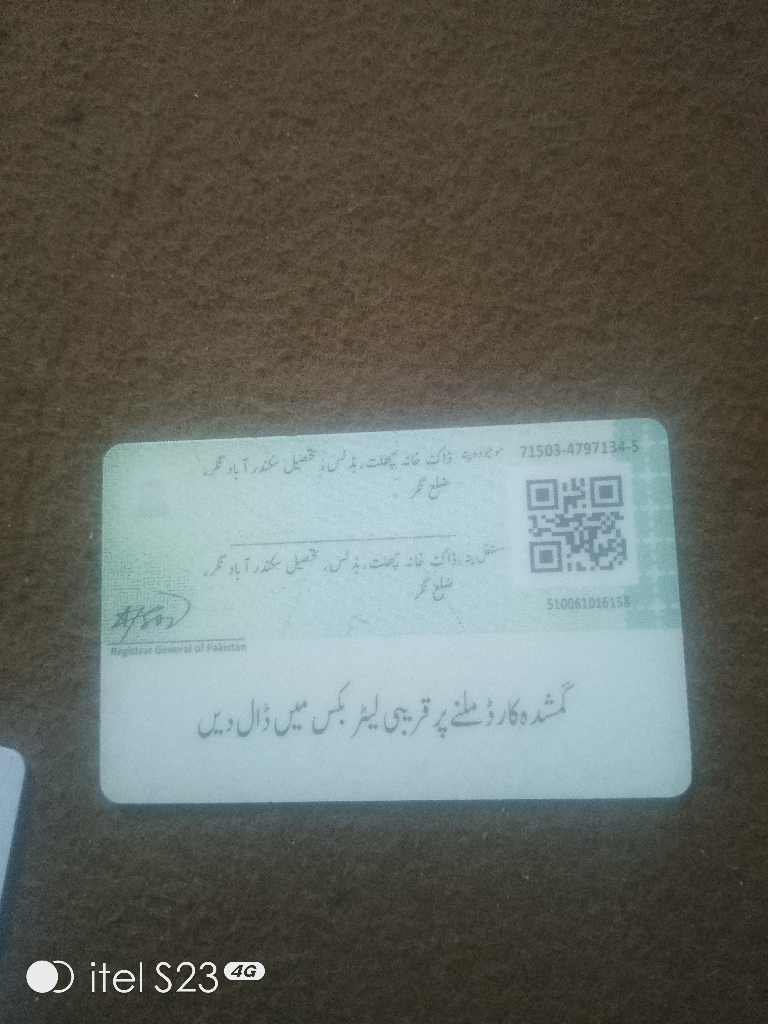 71503-4797134-5
موجودہ پتہ: ڈاک خانہ چھلت، بڈلس، تحصیل سکندر آباد نگر،
ضلع نگر
مستقل پتہ: ڈاک خانہ چھلت، بڈلس، تحصیل سکندر آباد نگر،
ضلع نگر
510061016158
Registrar General of Pakistan
گمشدہ کارڈ ملنے پر قریبی لیٹر بکس میں ڈال دیں
itel S23 4G